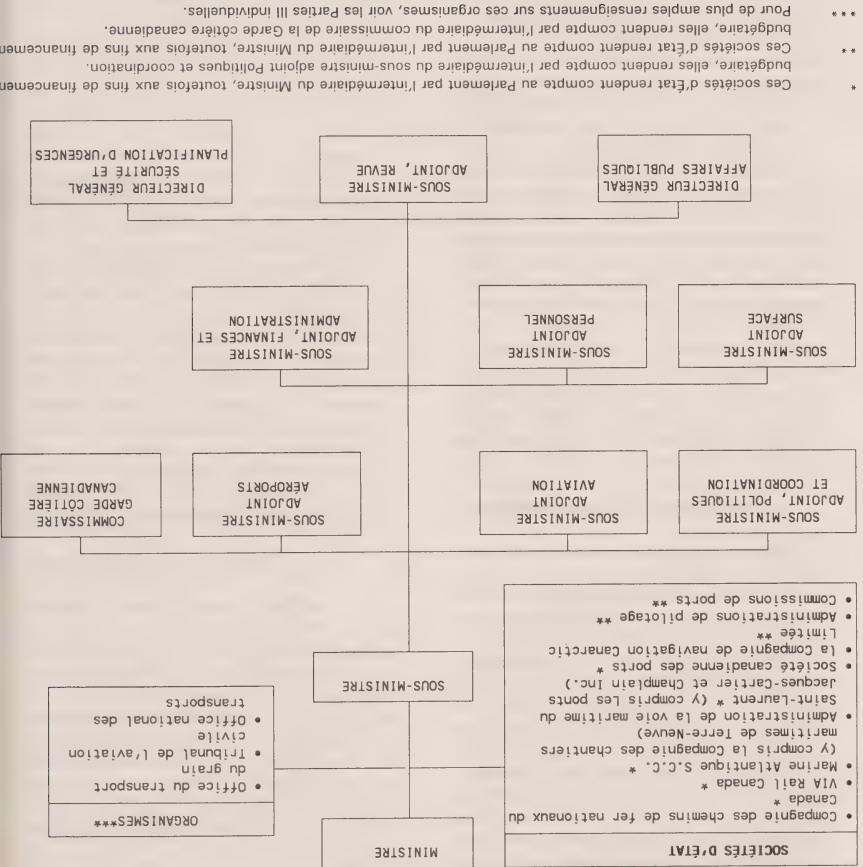 MINISTRE
SOCIÉTÉS D'ÉTAT
• Compagnie des chemins de fer nationaux du
Canada *
• VIA Rail Canada *
• Marine Atlantique S.C.C. *
(y compris la Compagnie des chantiers
maritimes de Terre-Neuve)
• Administration de la voie maritime du
Saint-Laurent * (y compris Les ponts
Jacques-Cartier et Champlain Inc.)
• Société canadienne des ports *
• La Compagnie de navigation Canarctic
Limitée **
• Administrations de pilotage **
• Commissions de ports **
ORGANISMES***
• Office du transport
du grain
• Tribunal de l'aviation
civile
• Office national des
transports
SOUS-MINISTRE
SOUS-MINISTRE
ADJOINT, POLITIQUES
ET COORDINATION
SOUS-MINISTRE
ADJOINT
AVIATION
SOUS-MINISTRE
ADJOINT
AÉROPORTS
COMMISSAIRE
GARDE CÔTIÈRE
CANADIENNE
SOUS-MINISTRE
ADJOINT
SURFACE
SOUS-MINISTRE
ADJOINT
PERSONNEL
SOUS-MINISTRE
ADJOINT, FINANCES ET
ADMINISTRATION
DIRECTEUR GÉNÉRAL
AFFAIRES PUBLIQUES
SOUS-MINISTRE
ADJOINT, REVUE
DIRECTEUR GÉNÉRAL
SÉCURITÉ ET
PLANIFICATION D'URGENCES
* Ces sociétés d'État rendent compte au Parlement par l'intermédiaire du Ministre, toutefois aux fins de financemen
budgétaire, elles rendent compte par l'intermédiaire du sous-ministre adjoint Politiques et coordination.
** Ces sociétés d'État rendent compte au Parlement par l'intermédiaire du Ministre, toutefois aux fins de financemen
budgétaire, elles rendent compte par l'intermédiaire du commissaire de la Garde côtière canadienne.
*** Pour de plus amples renseignements sur ces organismes, voir les Parties III individuelles.